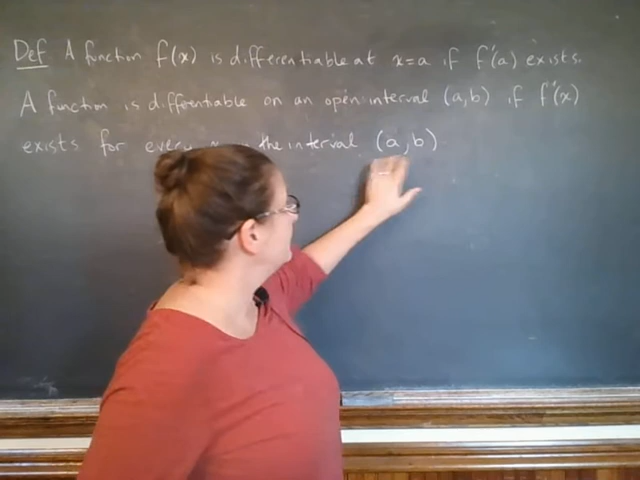 Def A function f(x) is differentiable at x=a if f'(a) exists.
A function is differentiable on an open interval (a,b) if f'(x)
exists for every the interval (a,b)